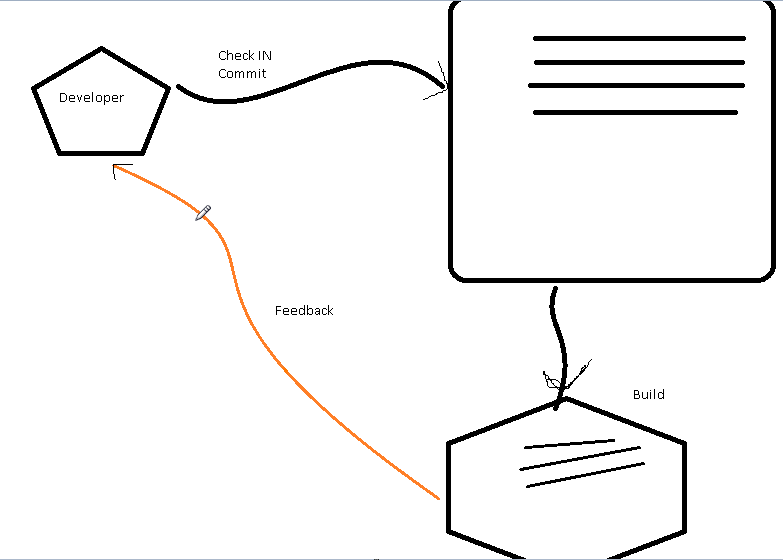 Check IN
Commit
Developer
Feedback
Build